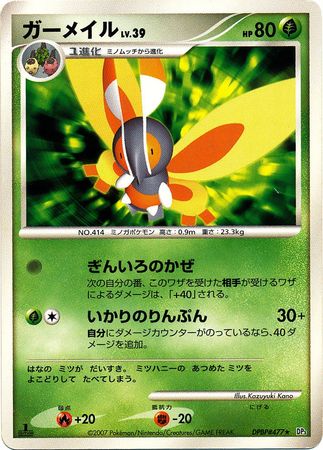 ガーメイル LV.39 HP 80
1進化 ミノムッチから進化
NO.414 ミノガポケモン 高さ:0.9m 重さ:23.3kg
ぎんいろのかぜ
次の自分の番、このワザを受けた相手が受けるワザに
よるダメージは、「+40」される。
いかりのりんぷん 30+
自分にダメージカウンターがのっているなら、40ダ
メージを追加。
はなの ミツが だいすき。 ミツハニーの あつめた ミツを
よこどりして たべてしまう。
Illus.Kazuyuki Kano
弱点 +20 抵抗力 -20 にげる
©2007 Pokémon/Nintendo/Creatures/GAME FREAK. DPBP#477★